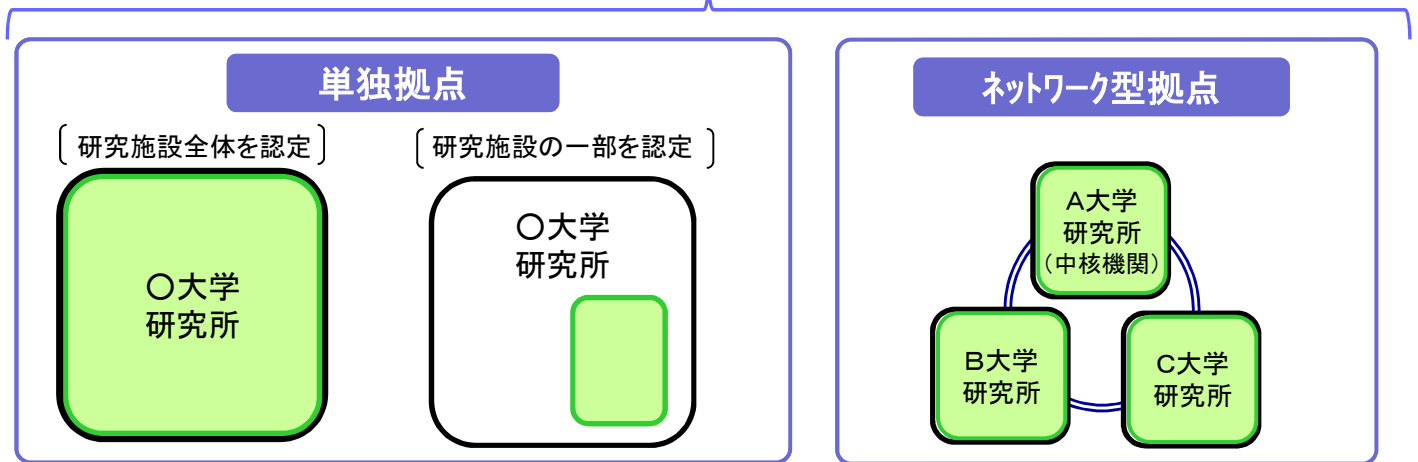 単独拠点
〔研究施設全体を認定〕
〔研究施設の一部を認定 〕
〇大学
研究所
〇大学
研究所
ネットワーク型拠点
A大学
研究所
(中核機関)
B大学
研究所
C大学
研究所